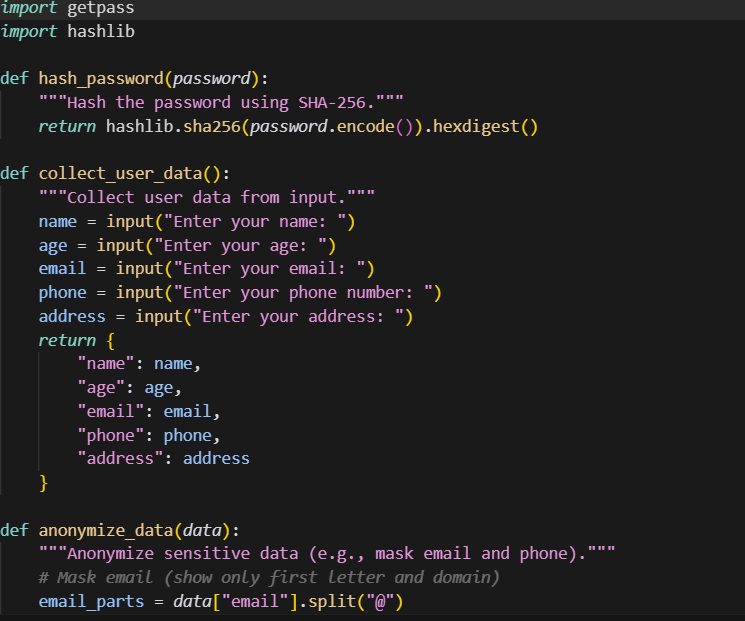 import getpass
import hashlib

def hash_password(password):
    """Hash the password using SHA-256."""
    return hashlib.sha256(password.encode()).hexdigest()

def collect_user_data():
    """Collect user data from input."""
    name = input("Enter your name: ")
    age = input("Enter your age: ")
    email = input("Enter your email: ")
    phone = input("Enter your phone number: ")
    address = input("Enter your address: ")
    return {
        "name": name,
        "age": age,
        "email": email,
        "phone": phone,
        "address": address
    }

def anonymize_data(data):
    """Anonymize sensitive data (e.g., mask email and phone)."""
    # Mask email (show only first letter and domain)
    email_parts = data["email"].split("@")